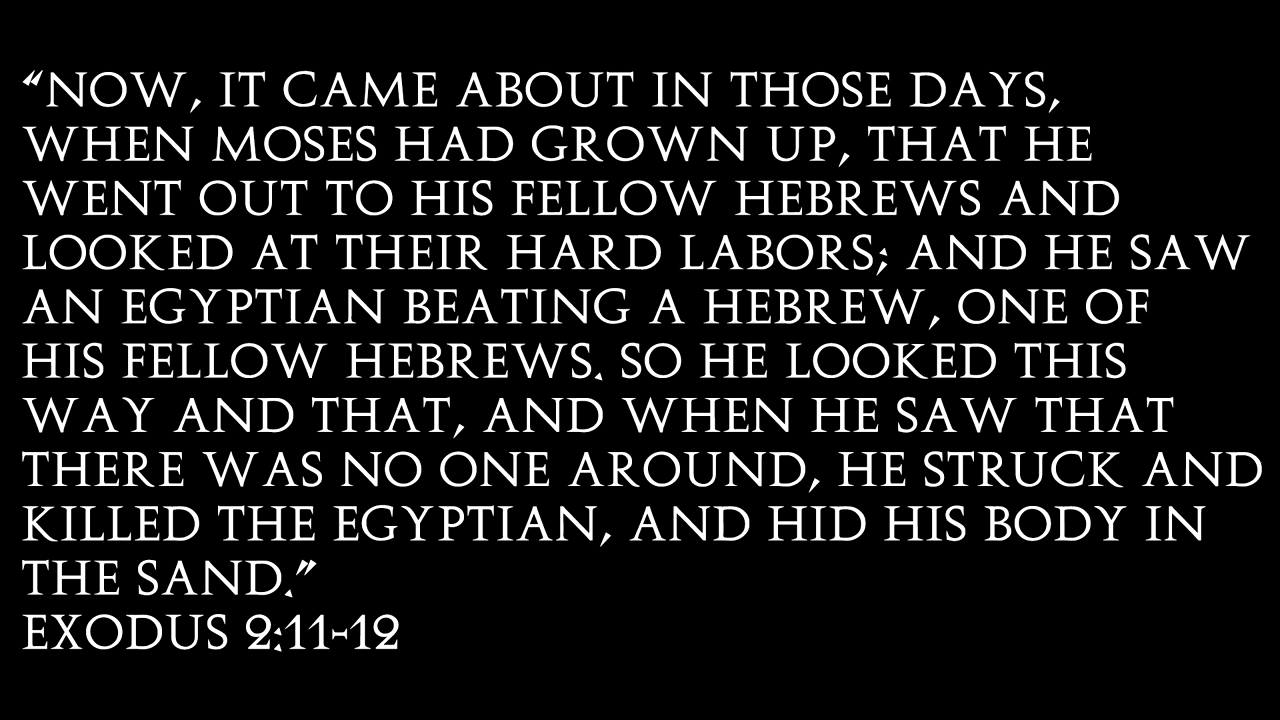 “NOW, IT CAME ABOUT IN THOSE DAYS,
WHEN MOSES HAD GROWN UP, THAT HE
WENT OUT TO HIS FELLOW HEBREWS AND
LOOKED AT THEIR HARD LABORS; AND HE SAW
AN EGYPTIAN BEATING A HEBREW, ONE OF
HIS FELLOW HEBREWS. SO HE LOOKED THIS
WAY AND THAT, AND WHEN HE SAW THAT
THERE WAS NO ONE AROUND, HE STRUCK AND
KILLED THE EGYPTIAN, AND HID HIS BODY IN
THE SAND.”
EXODUS 2:11-12